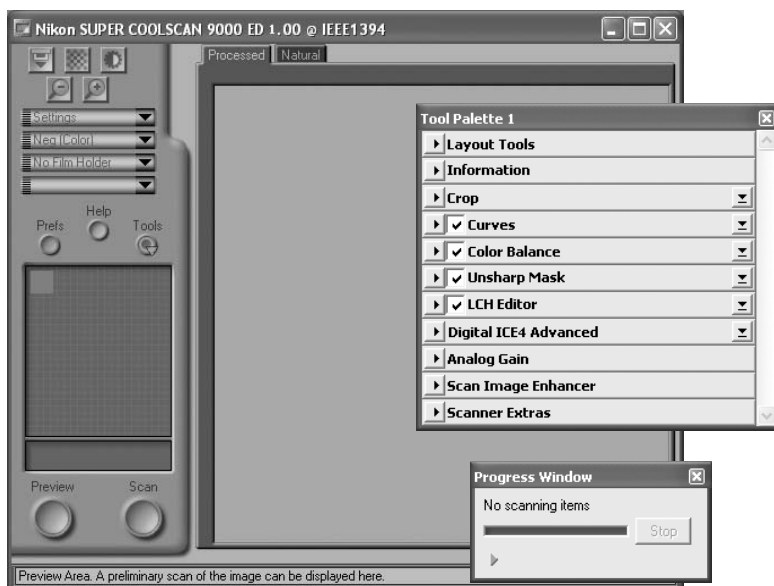 Nikon SUPER COOLSCAN 9000 ED 1.00 @ IEEE1394
Processed
Natural
Settings
Neg (Color)
No Film Holder
Prefs
Help
Tools
Preview
Scan
Tool Palette 1
Layout Tools
Information
Crop
Curves
Color Balance
Unsharp Mask
LCH Editor
Digital ICE4 Advanced
Analog Gain
Scan Image Enhancer
Scanner Extras
Progress Window
No scanning items
Stop
Preview Area. A preliminary scan of the image can be displayed here.